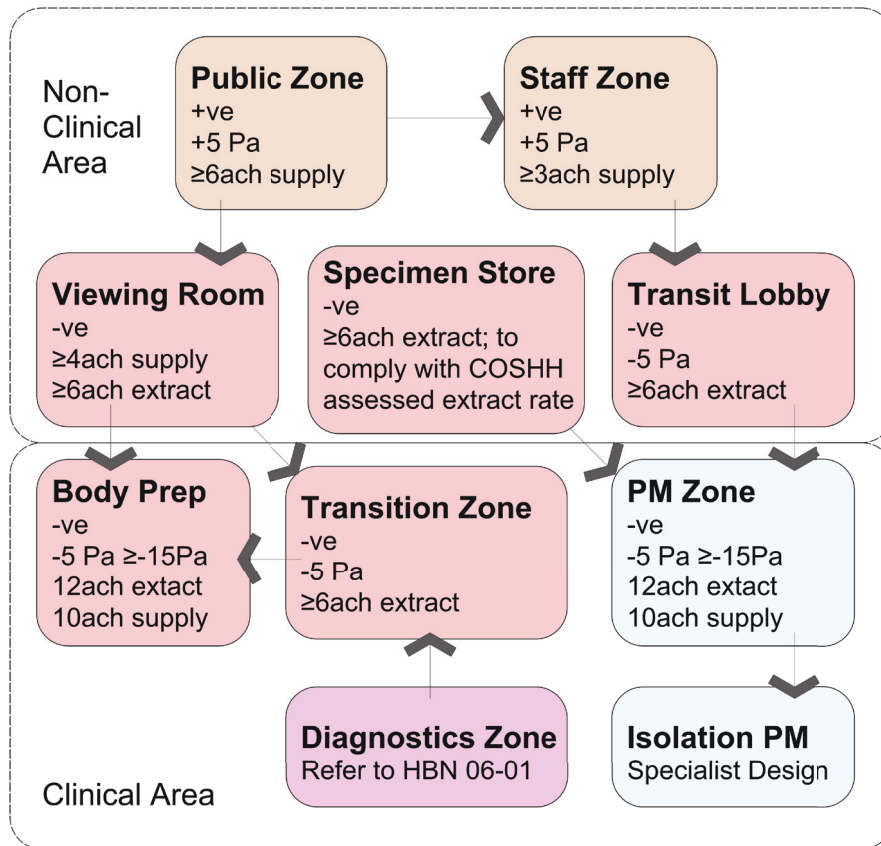 Non-
Clinical
Area
Public Zone
+ve
+5 Pa
≥6ach supply
Staff Zone
+ve
+5 Pa
≥3ach supply
Viewing Room
-ve
≥4ach supply
≥6ach extract
Specimen Store
-ve
≥6ach extract; to
comply with COSHH
assessed extract rate
Transit Lobby
-ve
-5 Pa
≥6ach extract
Body Prep
-ve
-5 Pa ≥-15Pa
12ach extact
10ach supply
Transition Zone
-ve
-5 Pa
≥6ach extract
PM Zone
-ve
-5 Pa ≥-15Pa
12ach extact
10ach supply
Diagnostics Zone
Refer to HBN 06-01
Isolation PM
Specialist Design
Clinical Area